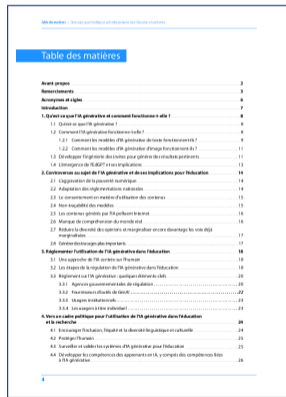 Table des matières
Table des matières
Avant-propos 2
Remerciements 3
Acronymes et sigles 6
Introduction 7
1. Qu'est-ce que l'IA générative et comment fonctionne-t-elle ? 8
1.1 Qu'est-ce que l'IA générative ? 8
1.2 Comment l'IA générative fonctionne-t-elle ? 8
1.2.1 Comment les modèles d'IA générative de texte fonctionnent-ils ? 9
1.2.2 Comment les modèles d'IA générative d'image fonctionnent-ils ? 11
1.3 Développer l'ingénierie des invites pour générer des résultats pertinents 11
1.4 L'émergence de l'EdGPT et ses implications 13
2. Controverses au sujet de l'IA générative et de ses implications pour l'éducation 14
2.1 L'aggravation de la pauvreté numérique 14
2.2 Adaptation des réglementations nationales 14
2.3 Le consentement en matière d'utilisation des contenus 15
2.4 Non-traçabilité des modèles 15
2.5 Les contenus générés par l'IA polluent Internet 16
2.6 Manque de compréhension du monde réel 16
2.7 Réduire la diversité des opinions et marginaliser encore davantage les voix déjà
marginalisées 17
2.8 Générer des trucages plus importants 17
3. Réglementer l'utilisation de l'IA générative dans l'éducation 18
3.1 Une approche de l'IA centrée sur l'humain 18
3.2 Les étapes de la régulation de l'IA générative dans l'éducation 18
3.3 Règlement sur l'IA générative : quelques éléments clés 20
3.3.1 Agences gouvernementales de régulation 20
3.3.2 Fournisseurs d'outils de GenAI 22
3.3.3 Usagers institutionnels 23
3.3.4 Les usagers à titre individuel 23
4. Vers un cadre politique pour l'utilisation de l'IA générative dans l'éducation
et la recherche 24
4.1 Encourager l'inclusion, l'équité et la diversité linguistique et culturelle 24
4.2 Protéger l'humain 25
4.3 Surveiller et valider les systèmes d'IA générative pour l'éducation 25
4.4 Développer les compétences des apprenants en IA, y compris des compétences liées
à l'IA générative 26
4